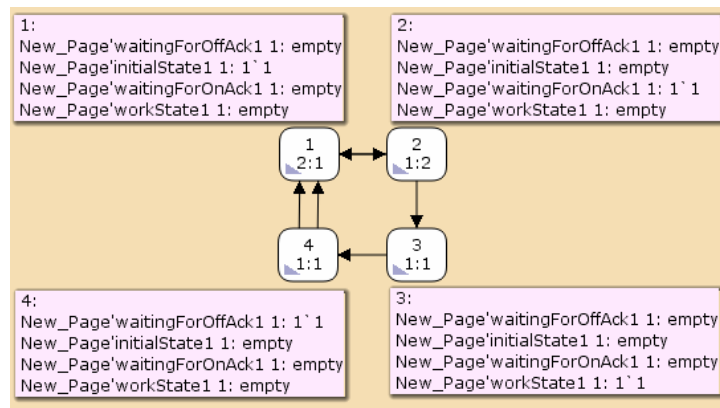 1:
New_Page'waitingForOffAck1 1: empty
New_Page'initialState1 1: 1`1
New_Page'waitingForOnAck1 1: empty
New_Page'workState1 1: empty
2:
New_Page'waitingForOffAck1 1: empty
New_Page'initialState1 1: empty
New_Page'waitingForOnAck1 1: 1`1
New_Page'workState1 1: empty
1
2:1
2
1:2
4
1:1
3
1:1
4:
New_Page'waitingForOffAck1 1: 1`1
New_Page'initialState1 1: empty
New_Page'waitingForOnAck1 1: empty
New_Page'workState1 1: empty
3:
New_Page'waitingForOffAck1 1: empty
New_Page'initialState1 1: empty
New_Page'waitingForOnAck1 1: empty
New_Page'workState1 1: 1`1